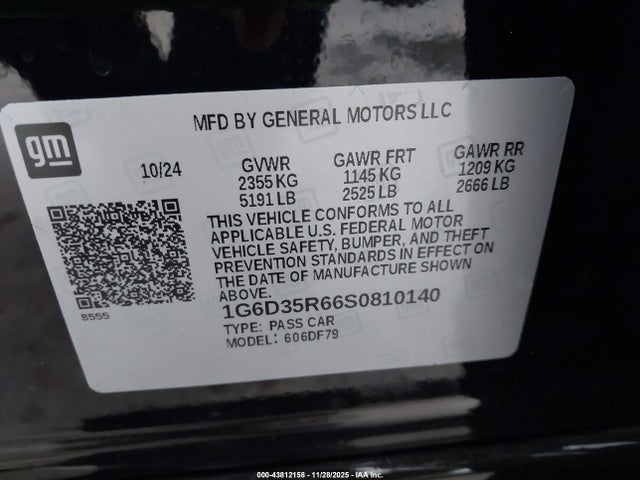 MFD BY GENERAL MOTORS LLC
gm
10/24
GVWR GAWR FRT GAWR RR
2355 KG 1145 KG 1209 KG
5191 LB 2525 LB 2666 LB
THIS VEHICLE CONFORMS TO ALL
APPLICABLE U.S. FEDERAL MOTOR
VEHICLE SAFETY, BUMPER, AND THEFT
PREVENTION STANDARDS IN EFFECT ON
THE DATE OF MANUFACTURE SHOWN
ABOVE.
8555
1G6D35R66S0810140
TYPE: PASS CAR
MODEL: 606DF79
000-43812158 - 11/28/2025 - IAA Inc.